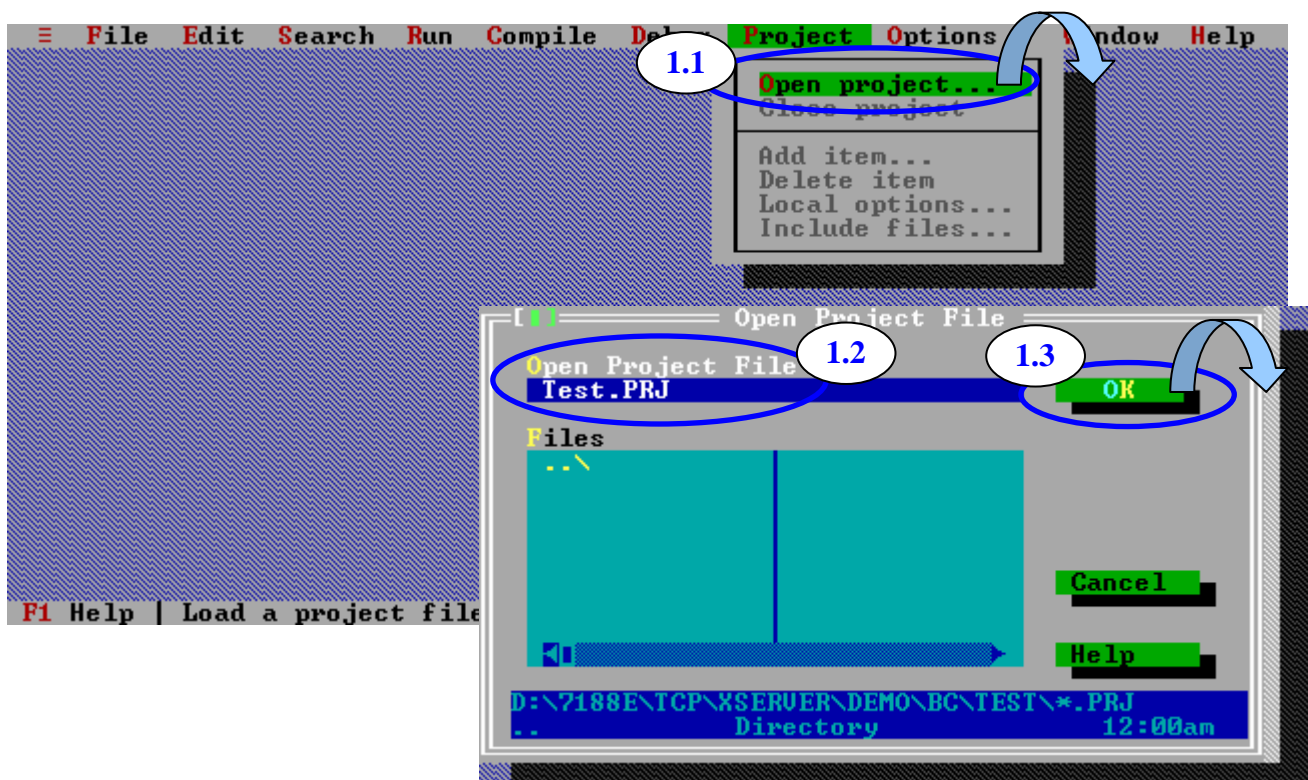 ≡ File Edit Search Run Compile Project Options Window Help
1.1
Open project...
Close project
Add item...
Delete item
Local options...
Include files...
[■] Open Project File
1.2
1.3
Open Project File
Test.PRJ
OK
Files
..\
Cancel
F1 Help | Load a project file
Help
D:\7188E\TCP\XSERVER\DEMO\BC\TEST\*.PRJ
.. Directory 12:00am